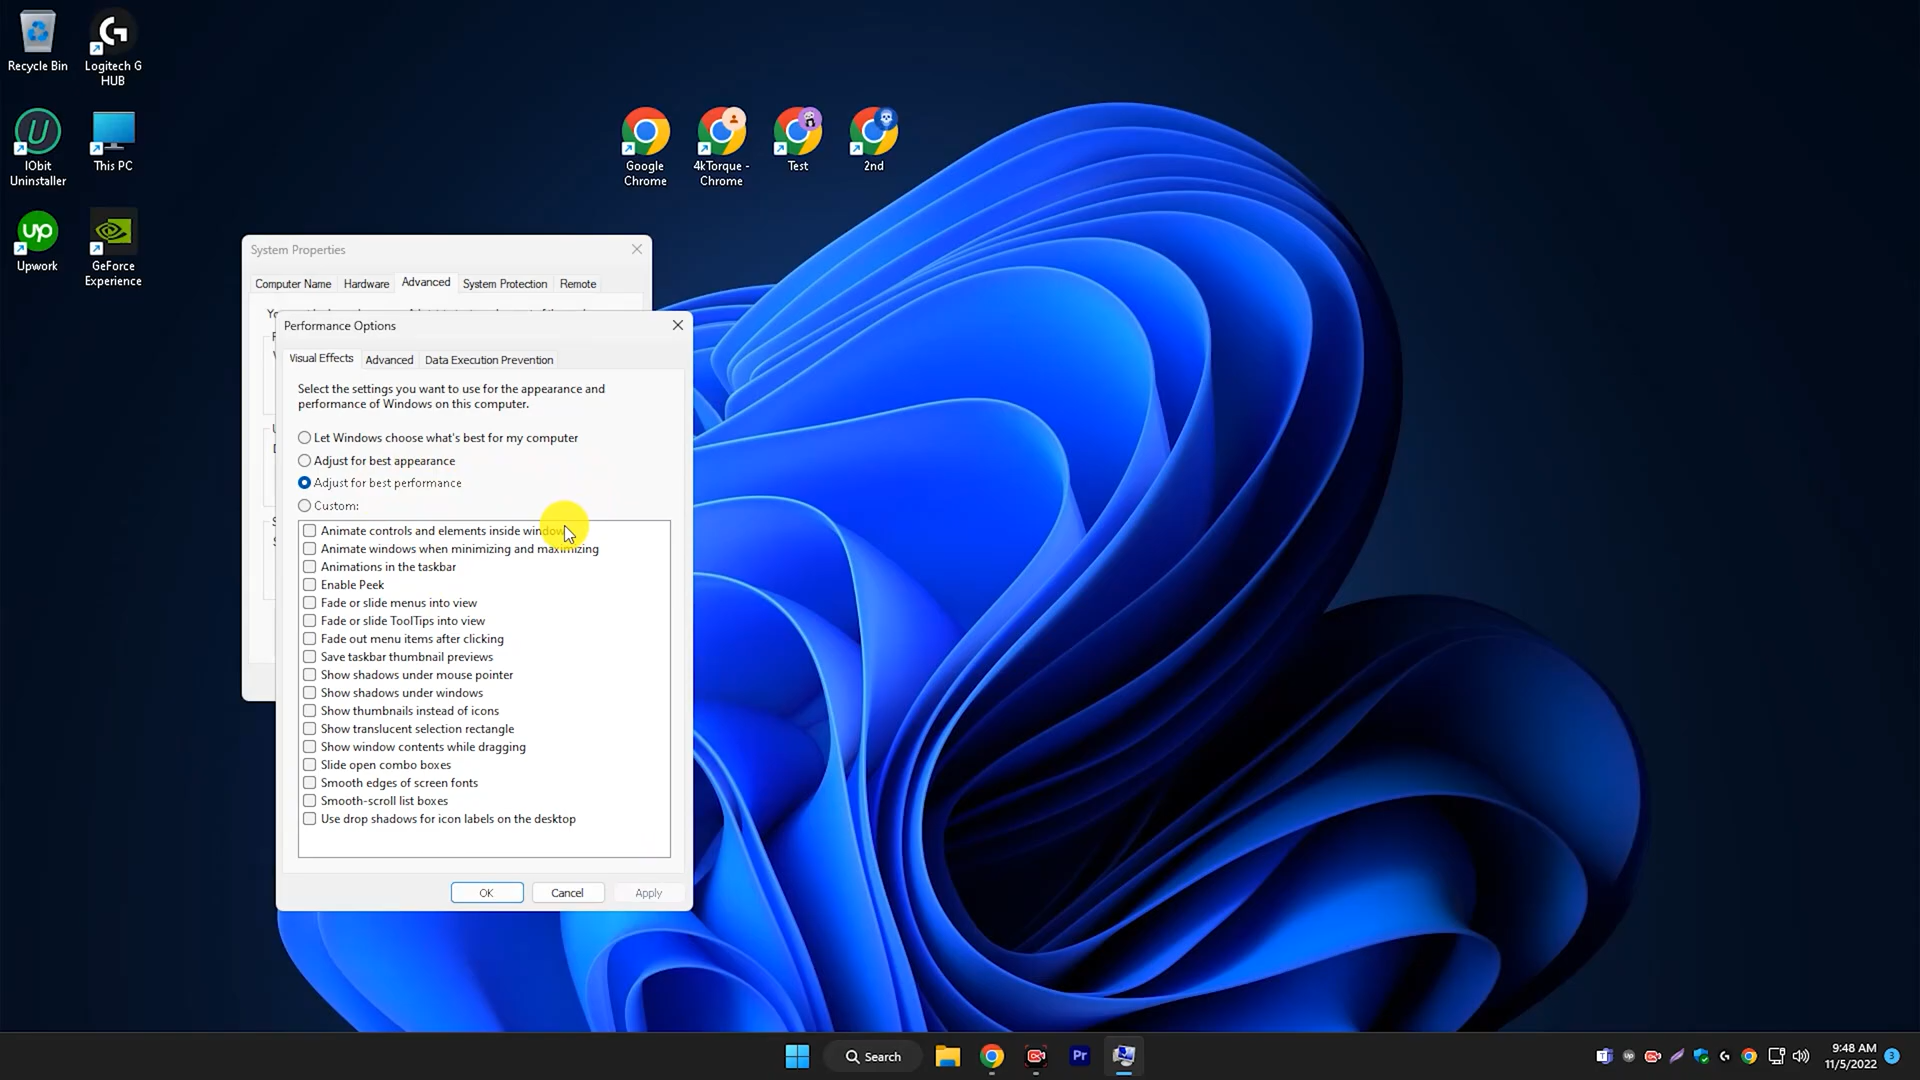 Recycle Bin
Logitech G
HUB
IObit
Uninstaller
This PC
Upwork
GeForce
Experience
Google
Chrome
4kTorque -
Chrome
Test
2nd
System Properties
Computer Name
Hardware
Advanced
System Protection
Remote
Performance Options
Visual Effects
Advanced
Data Execution Prevention
Select the settings you want to use for the appearance and
performance of Windows on this computer.
Let Windows choose what's best for my computer
Adjust for best appearance
Adjust for best performance
Custom:
Animate controls and elements inside windows
Animate windows when minimizing and maximizing
Animations in the taskbar
Enable Peek
Fade or slide menus into view
Fade or slide ToolTips into view
Fade out menu items after clicking
Save taskbar thumbnail previews
Show shadows under mouse pointer
Show shadows under windows
Show thumbnails instead of icons
Show translucent selection rectangle
Show window contents while dragging
Slide open combo boxes
Smooth edges of screen fonts
Smooth-scroll list boxes
Use drop shadows for icon labels on the desktop
OK
Cancel
Apply
Search
Pr
9:48 AM
11/5/2022
3